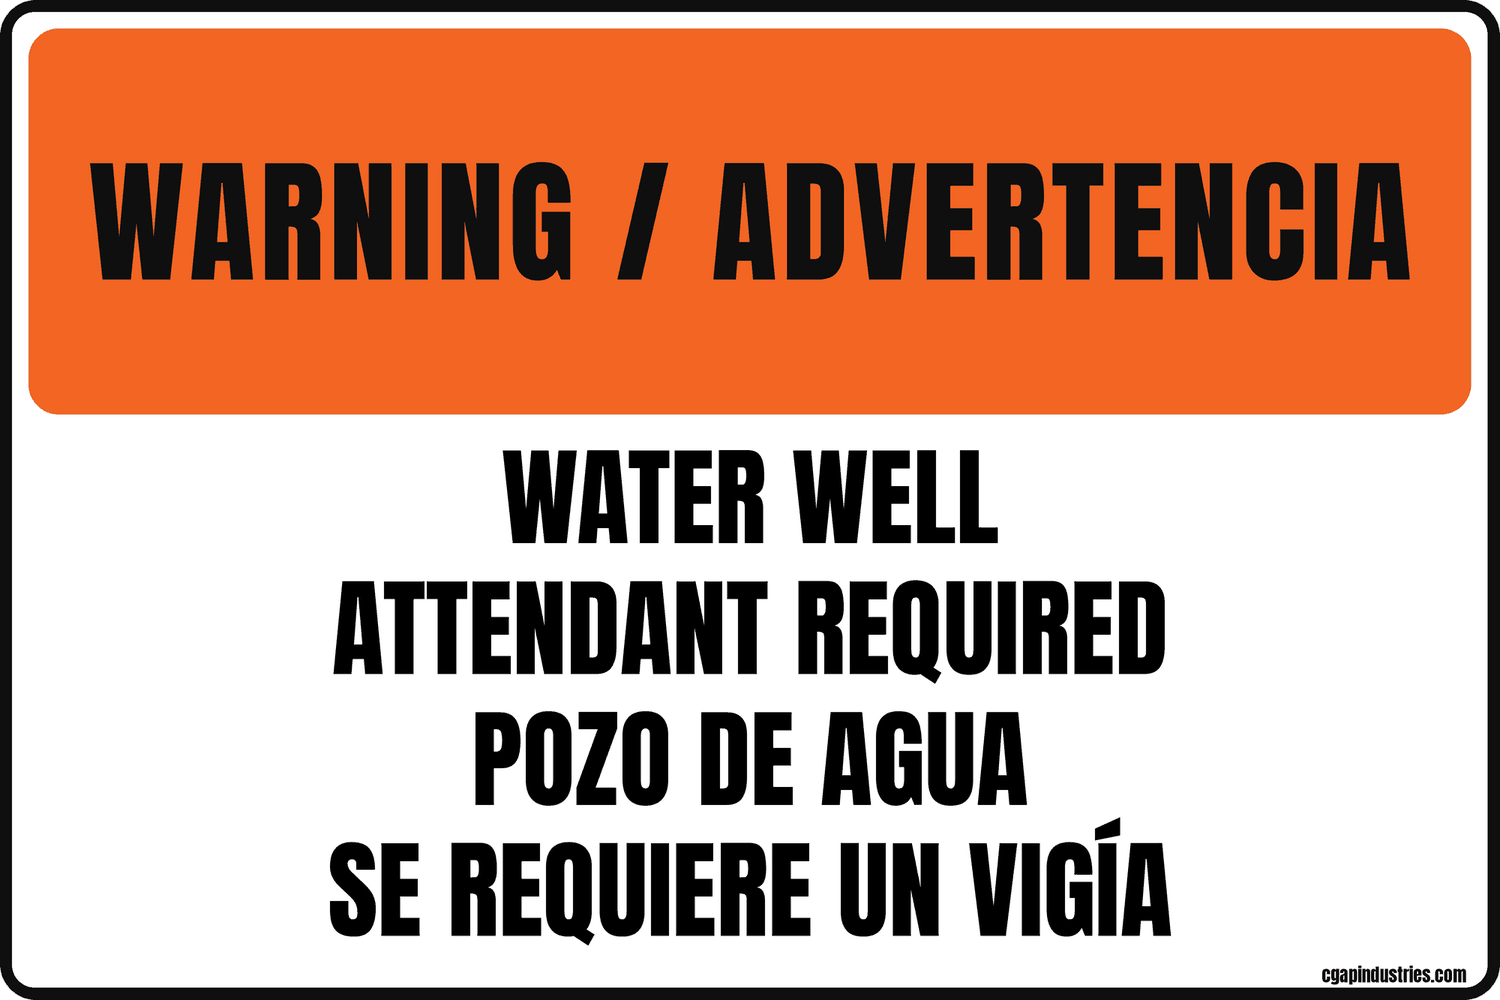 WARNING / ADVERTENCIA
WATER WELL
ATTENDANT REQUIRED
POZO DE AGUA
SE REQUIERE UN VIGÍA
cgapindustries.com